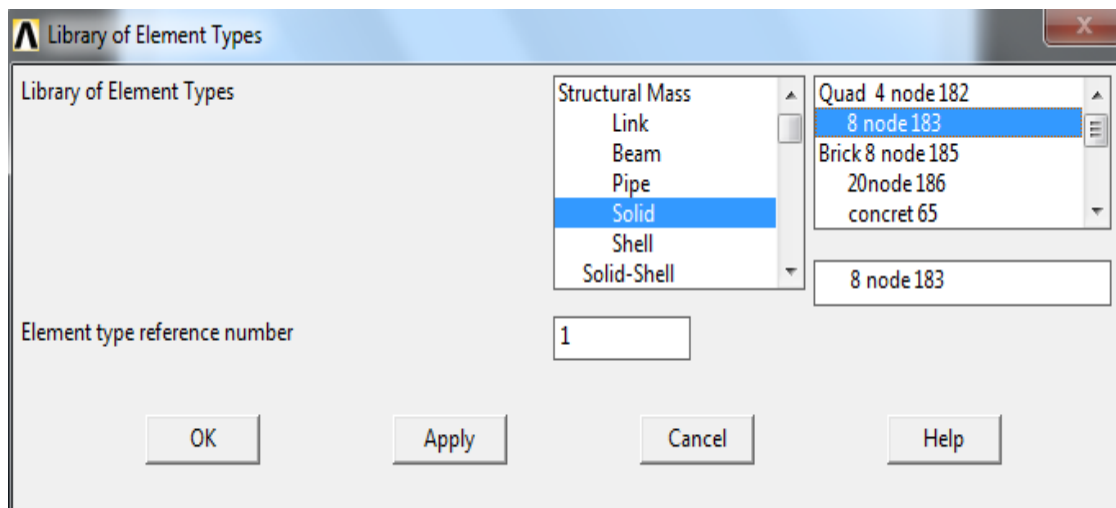 Library of Element Types
X
Library of Element Types
Structural Mass
Link
Beam
Pipe
Solid
Shell
Solid-Shell
Quad 4 node 182
8 node 183
Brick 8 node 185
20node 186
concret 65
8 node 183
Element type reference number
1
OK
Apply
Cancel
Help